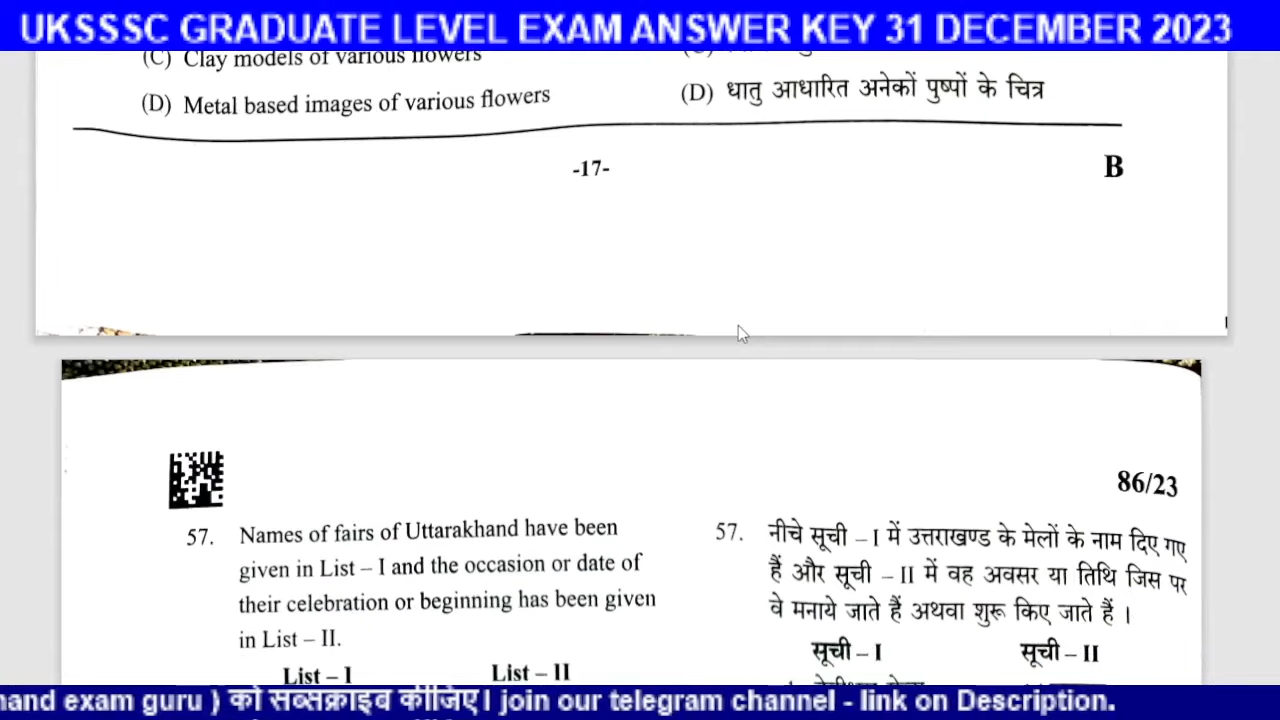 UKSSSC GRADUATE LEVEL EXAM ANSWER KEY 31 DECEMBER 2023
(C) Clay models of various flowers
(D) Metal based images of various flowers
(D) धातु आधारित अनेकों पुष्पों के चित्र
-17-
B
86/23
57. Names of fairs of Uttarakhand have been
given in List – I and the occasion or date of
their celebration or beginning has been given
in List – II.
List – I List – II
57. नीचे सूची – I में उत्तराखण्ड के मेलों के नाम दिए गए
हैं और सूची – II में वह अवसर या तिथि जिस पर
वे मनाये जाते हैं अथवा शुरू किए जाते हैं ।
सूची – I सूची – II
hand exam guru ) को सब्सक्राइब कीजिए। join our telegram channel - link on Description.